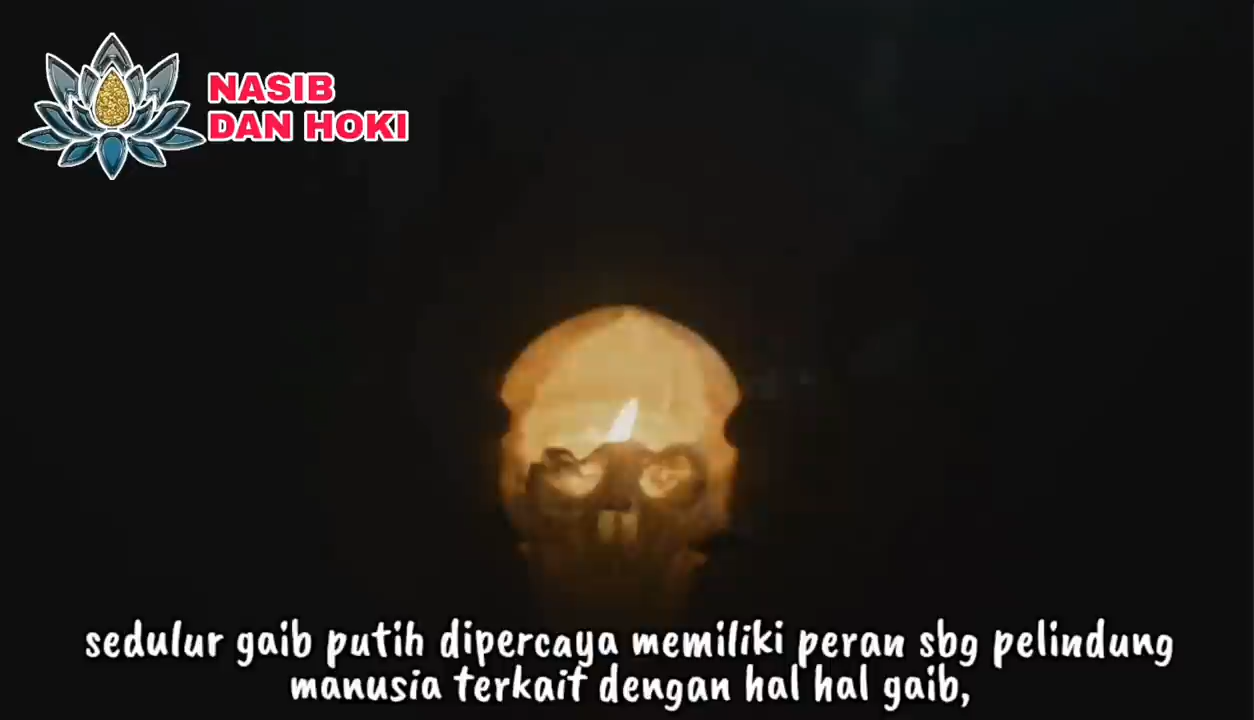 NASIB
DAN HOKI
sedulur gaib putih dipercaya memiliki peran sbg pelindung
manusia terkait dengan hal hal gaib,